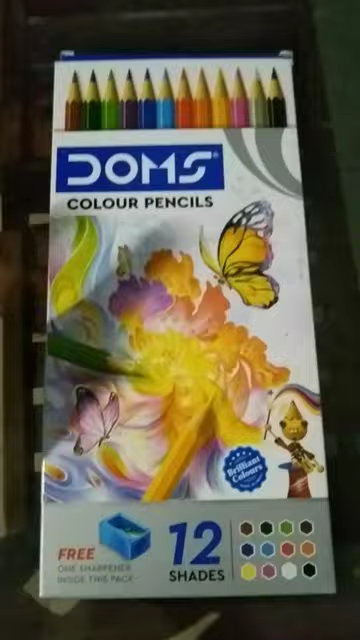 DOMS®
COLOUR PENCILS
Brilliant
Colours
FREE
ONE SHARPENER
INSIDE THIS PACK
12
SHADES